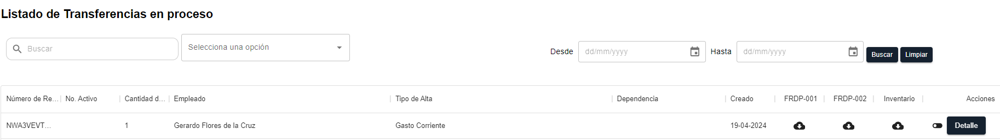 Listado de Transferencias en proceso
Buscar
Selecciona una opción
Desde
dd/mm/yyyy
Hasta
dd/mm/yyyy
Buscar
Limpiar
Número de Re... No. Activo Cantidad d... Empleado Tipo de Alta Dependencia Creado FRDP-001 FRDP-002 Inventario Acciones
NWA3VEVT... 1 Gerardo Flores de la Cruz Gasto Corriente 19-04-2024 Detalle